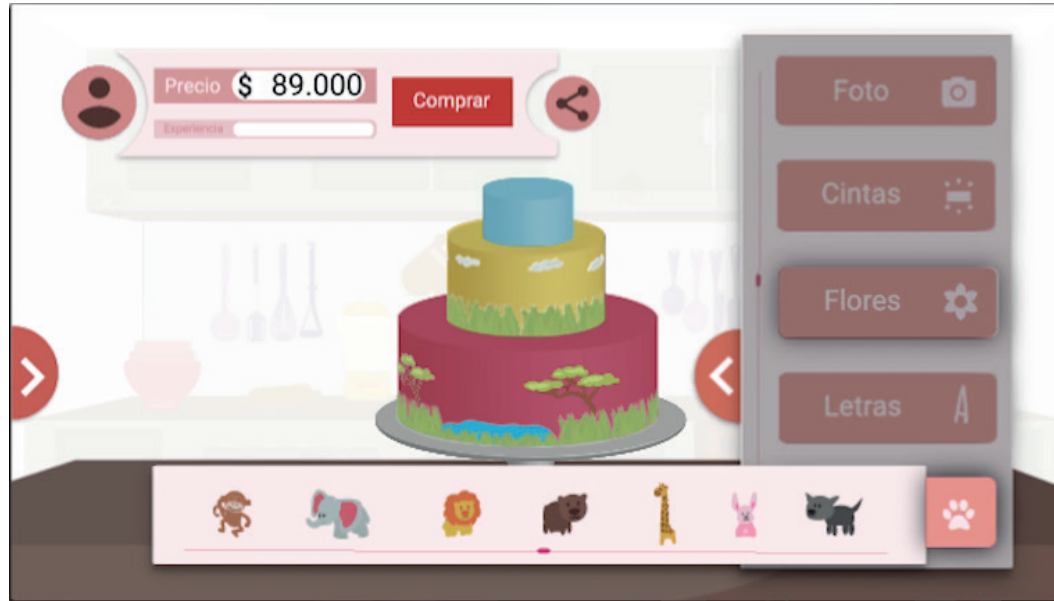 Precio $ 89.000
Experiencia
Comprar
Foto
Cintas
Flores
Letras